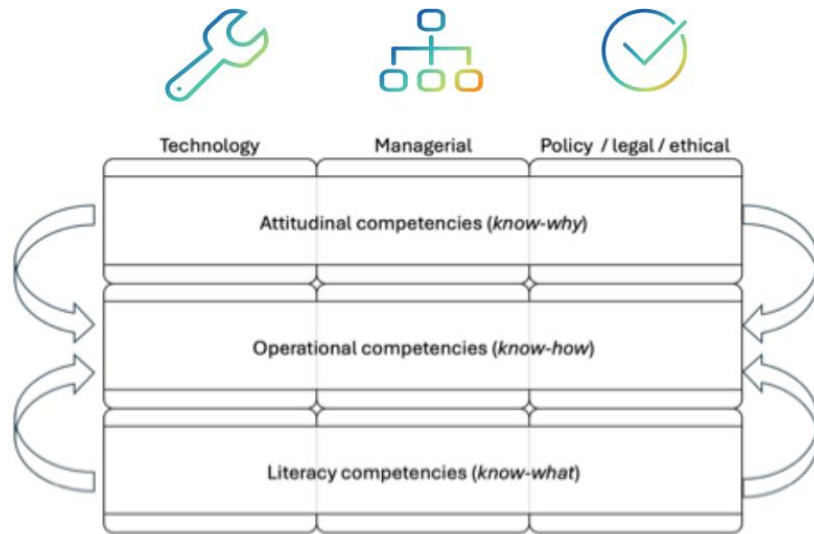 Technology
Managerial
Policy / legal / ethical
Attitudinal competencies (know-why)
Operational competencies (know-how)
Literacy competencies (know-what)